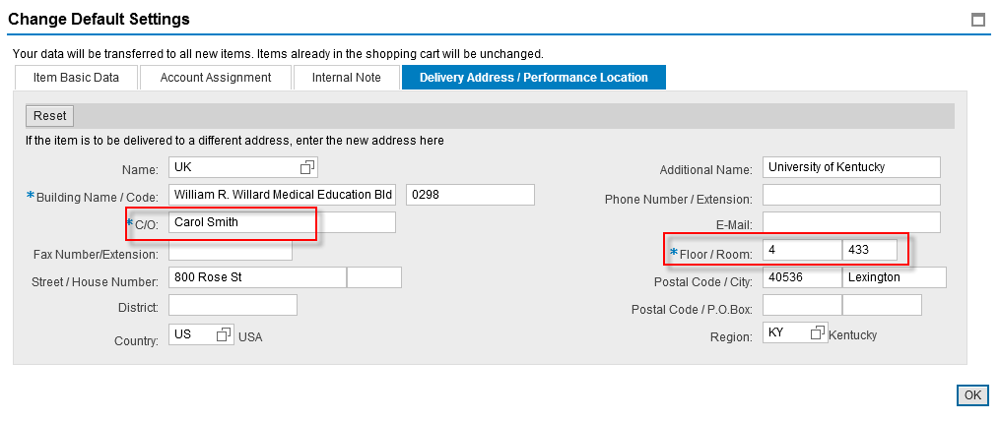 Change Default Settings
Your data will be transferred to all new items. Items already in the shopping cart will be unchanged.
Item Basic Data Account Assignment Internal Note Delivery Address / Performance Location
Reset
If the item is to be delivered to a different address, enter the new address here
Name: UK Additional Name: University of Kentucky
*Building Name / Code: William R. Willard Medical Education Bld 0298 Phone Number / Extension:
*C/O: Carol Smith E-Mail:
Fax Number/Extension: *Floor / Room: 4 433
Street / House Number: 800 Rose St Postal Code / City: 40536 Lexington
District: Postal Code / P.O.Box:
Country: US USA Region: KY Kentucky
OK